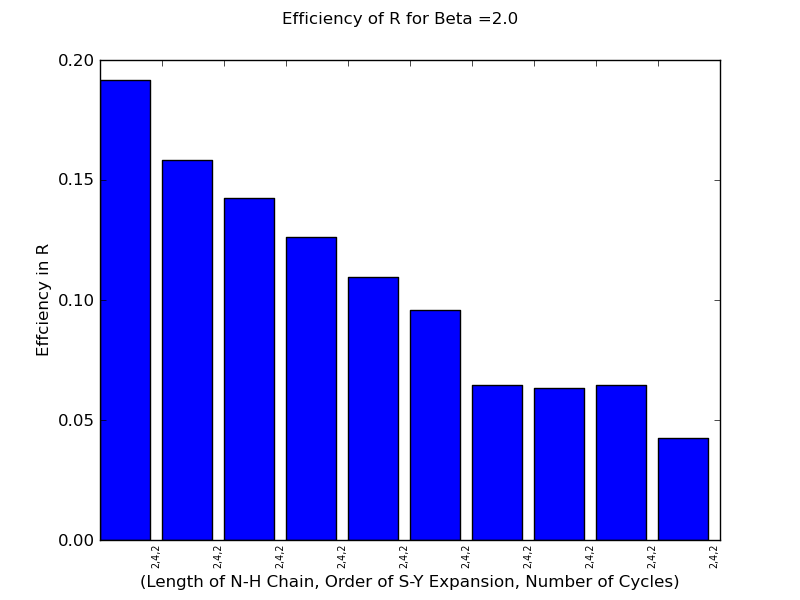 Efficiency of R for Beta =2.0
0.20
0.15
0.10
0.05
0.00
Effciency in R
2,4,2 2,4,2 2,4,2 2,4,2 2,4,2 2,4,2 2,4,2 2,4,2 2,4,2 2,4,2
(Length of N-H Chain, Order of S-Y Expansion, Number of Cycles)